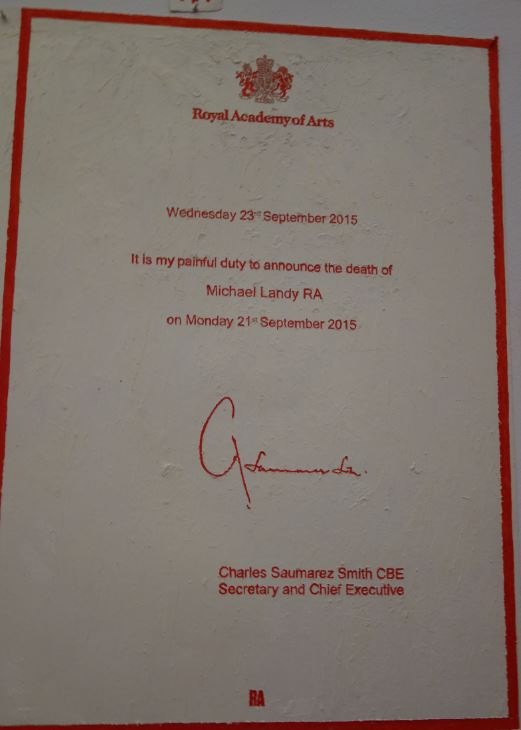 Royal Academy of Arts
Wednesday 23rd September 2015
It is my painful duty to announce the death of
Michael Landy RA
on Monday 21st September 2015
Charles Saumarez Smith CBE
Secretary and Chief Executive
RA